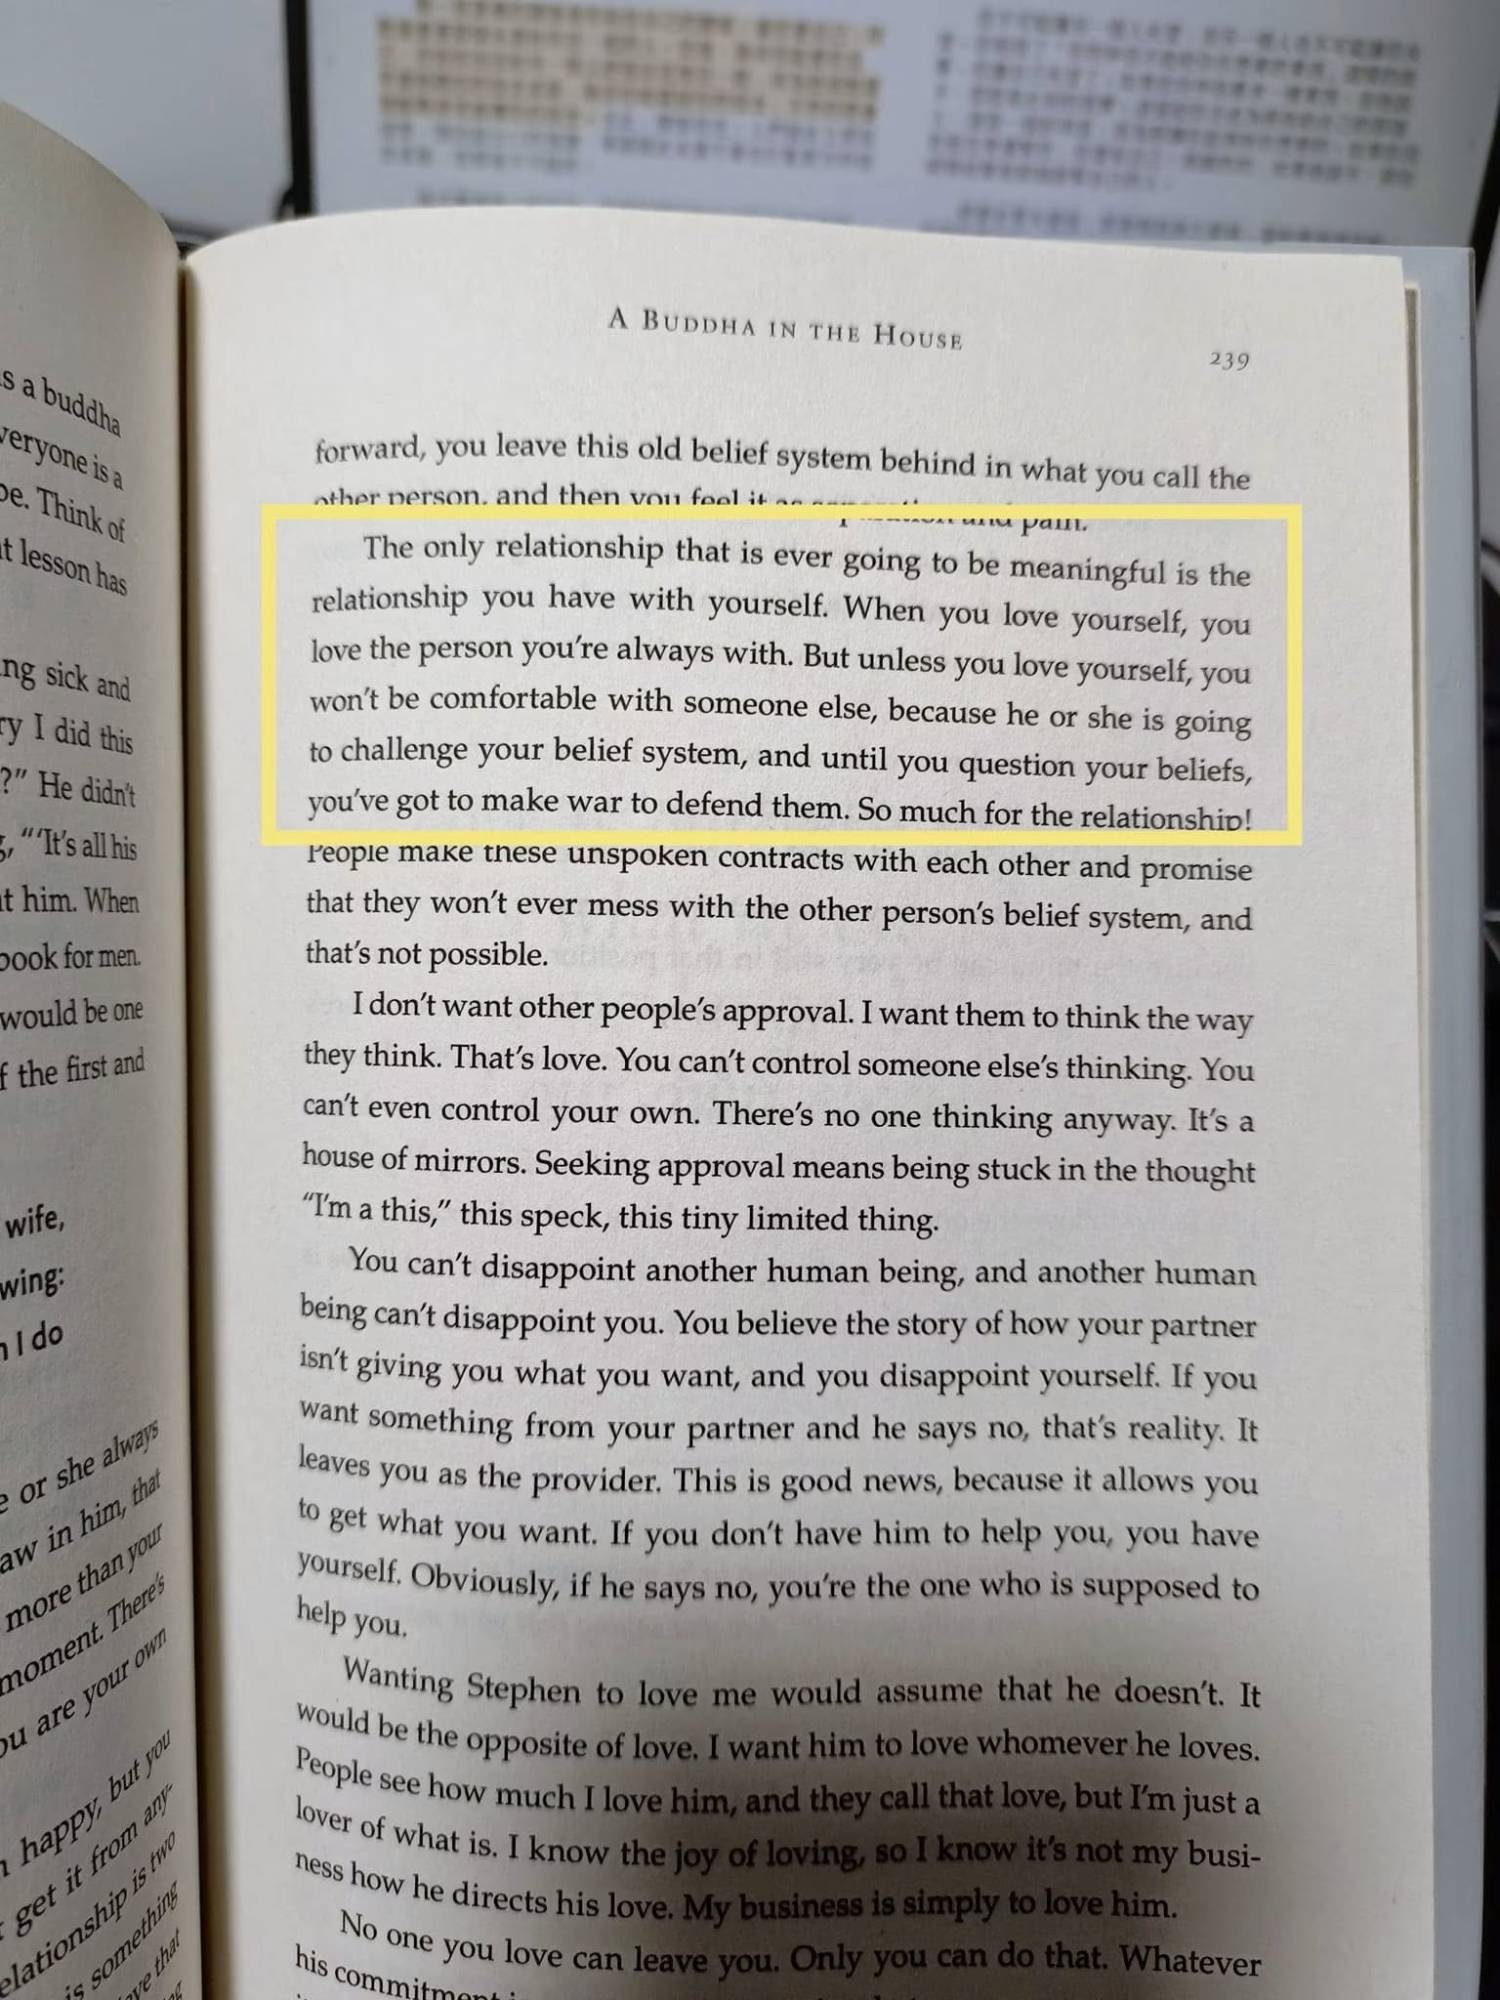 s a buddha
veryone is a
pe. Think of
t lesson has
ng sick and
ry I did this
?” He didn’t
, “‘It’s all his
t him. When
book for men.
would be one
f the first and
wife,
wing:
I do
e or she always
aw in him, that
more than your
moment. There’s
ou are your own
happy, but you
get it from any-
elationship is two
is something
ve that
A BUDDHA IN THE HOUSE
239
forward, you leave this old belief system behind in what you call the
other person, and then you feel it as separation and pain.
The only relationship that is ever going to be meaningful is the
relationship you have with yourself. When you love yourself, you
love the person you’re always with. But unless you love yourself, you
won’t be comfortable with someone else, because he or she is going
to challenge your belief system, and until you question your beliefs,
you’ve got to make war to defend them. So much for the relationship!
People make these unspoken contracts with each other and promise
that they won’t ever mess with the other person’s belief system, and
that’s not possible.
I don’t want other people’s approval. I want them to think the way
they think. That’s love. You can’t control someone else’s thinking. You
can’t even control your own. There’s no one thinking anyway. It’s a
house of mirrors. Seeking approval means being stuck in the thought
“I’m a this,” this speck, this tiny limited thing.
You can’t disappoint another human being, and another human
being can’t disappoint you. You believe the story of how your partner
isn’t giving you what you want, and you disappoint yourself. If you
want something from your partner and he says no, that’s reality. It
leaves you as the provider. This is good news, because it allows you
to get what you want. If you don’t have him to help you, you have
yourself. Obviously, if he says no, you’re the one who is supposed to
help you.
Wanting Stephen to love me would assume that he doesn’t. It
would be the opposite of love. I want him to love whomever he loves.
People see how much I love him, and they call that love, but I’m just a
lover of what is. I know the joy of loving, so I know it’s not my busi-
ness how he directs his love. My business is simply to love him.
No one you love can leave you. Only you can do that. Whatever
his commitment